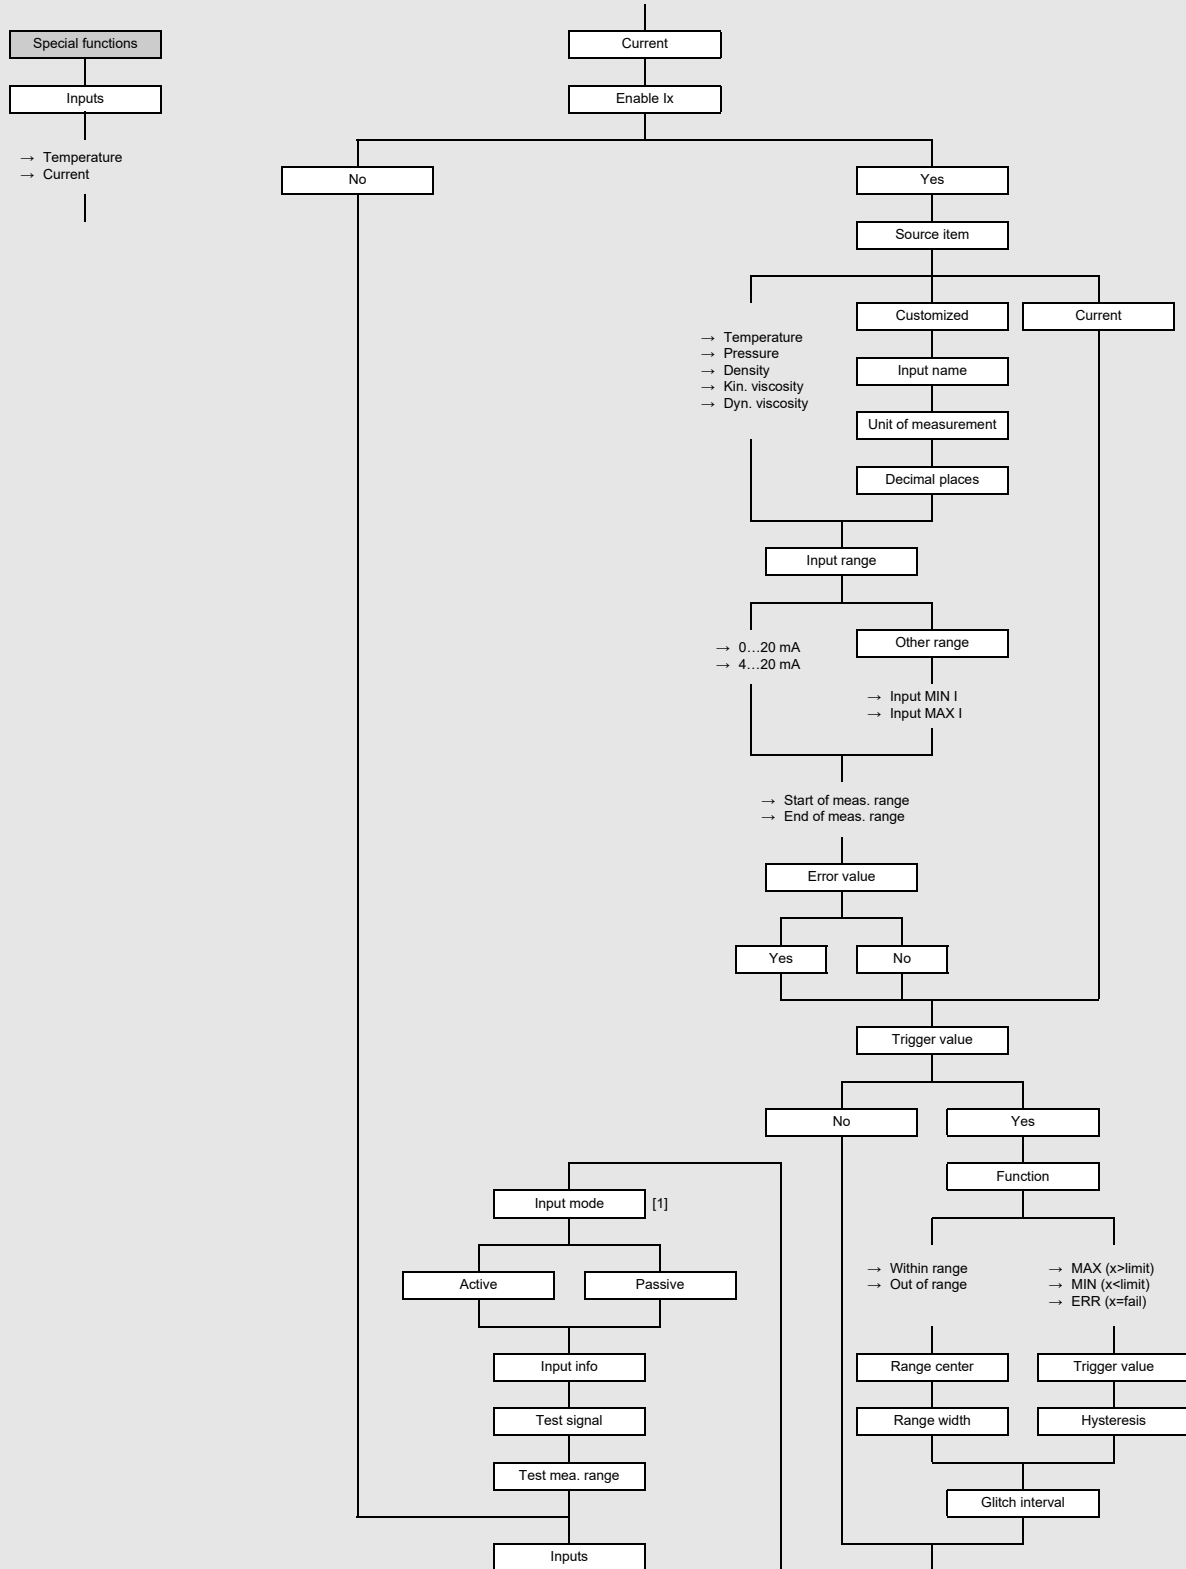 Special functions
Inputs
→ Temperature
→ Current
Current
Enable Ix
No
Yes
Source item
→ Temperature
→ Pressure
→ Density
→ Kin. viscosity
→ Dyn. viscosity
Customized
Current
Input name
Unit of measurement
Decimal places
Input range
→ 0…20 mA
→ 4…20 mA
Other range
→ Input MIN I
→ Input MAX I
→ Start of meas. range
→ End of meas. range
Error value
Yes
No
Trigger value
No
Yes
Function
→ Within range
→ Out of range
→ MAX (x>limit)
→ MIN (x<limit)
→ ERR (x=fail)
Range center
Trigger value
Range width
Hysteresis
Glitch interval
Input mode [1]
Active
Passive
Input info
Test signal
Test mea. range
Inputs